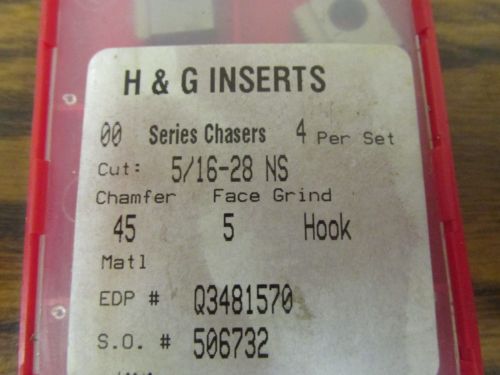 H & G INSERTS
00 Series Chasers 4 Per Set
Cut: 5/16-28 NS
Chamfer Face Grind
45 5 Hook
Matl
EDP # Q3481570
S.O. # 506732